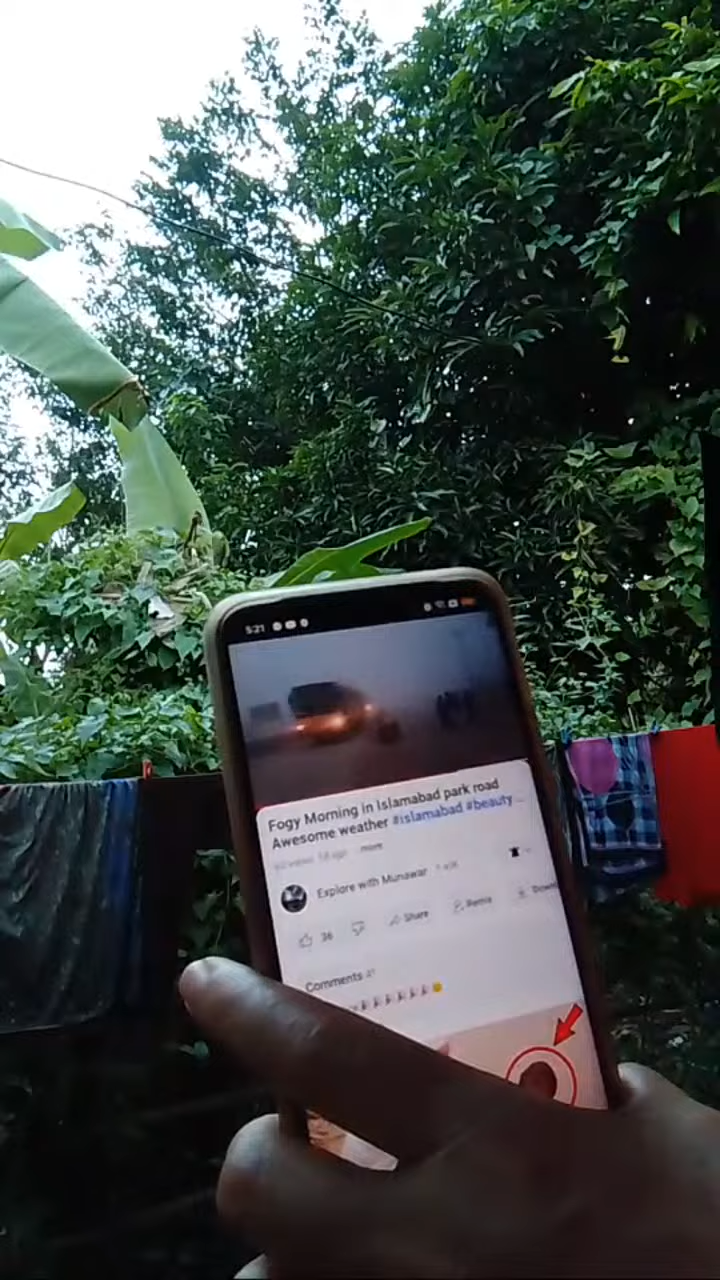 5:21
Fogy Morning in Islamabad park road
Awesome weather #islamabad #beauty...
more
Explore with Munawar
36
Share
Remix
Down
Comments